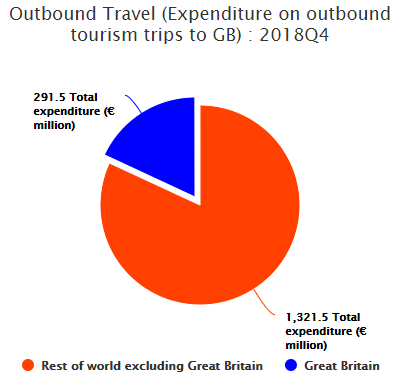 Outbound Travel (Expenditure on outbound
tourism trips to GB) : 2018Q4
291.5 Total
expenditure (€
million)
1,321.5 Total
expenditure (€
million)
Rest of world excluding Great Britain
Great Britain